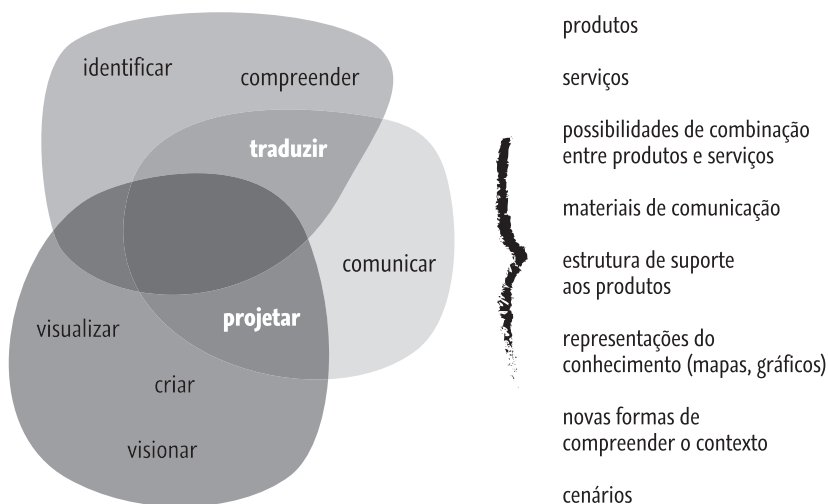 identificar
compreender
traduzir
comunicar
projetar
visualizar
criar
visionar
produtos
serviços
possibilidades de combinação
entre produtos e serviços
materiais de comunicação
estrutura de suporte
aos produtos
representações do
conhecimento (mapas, gráficos)
novas formas de
compreender o contexto
cenários